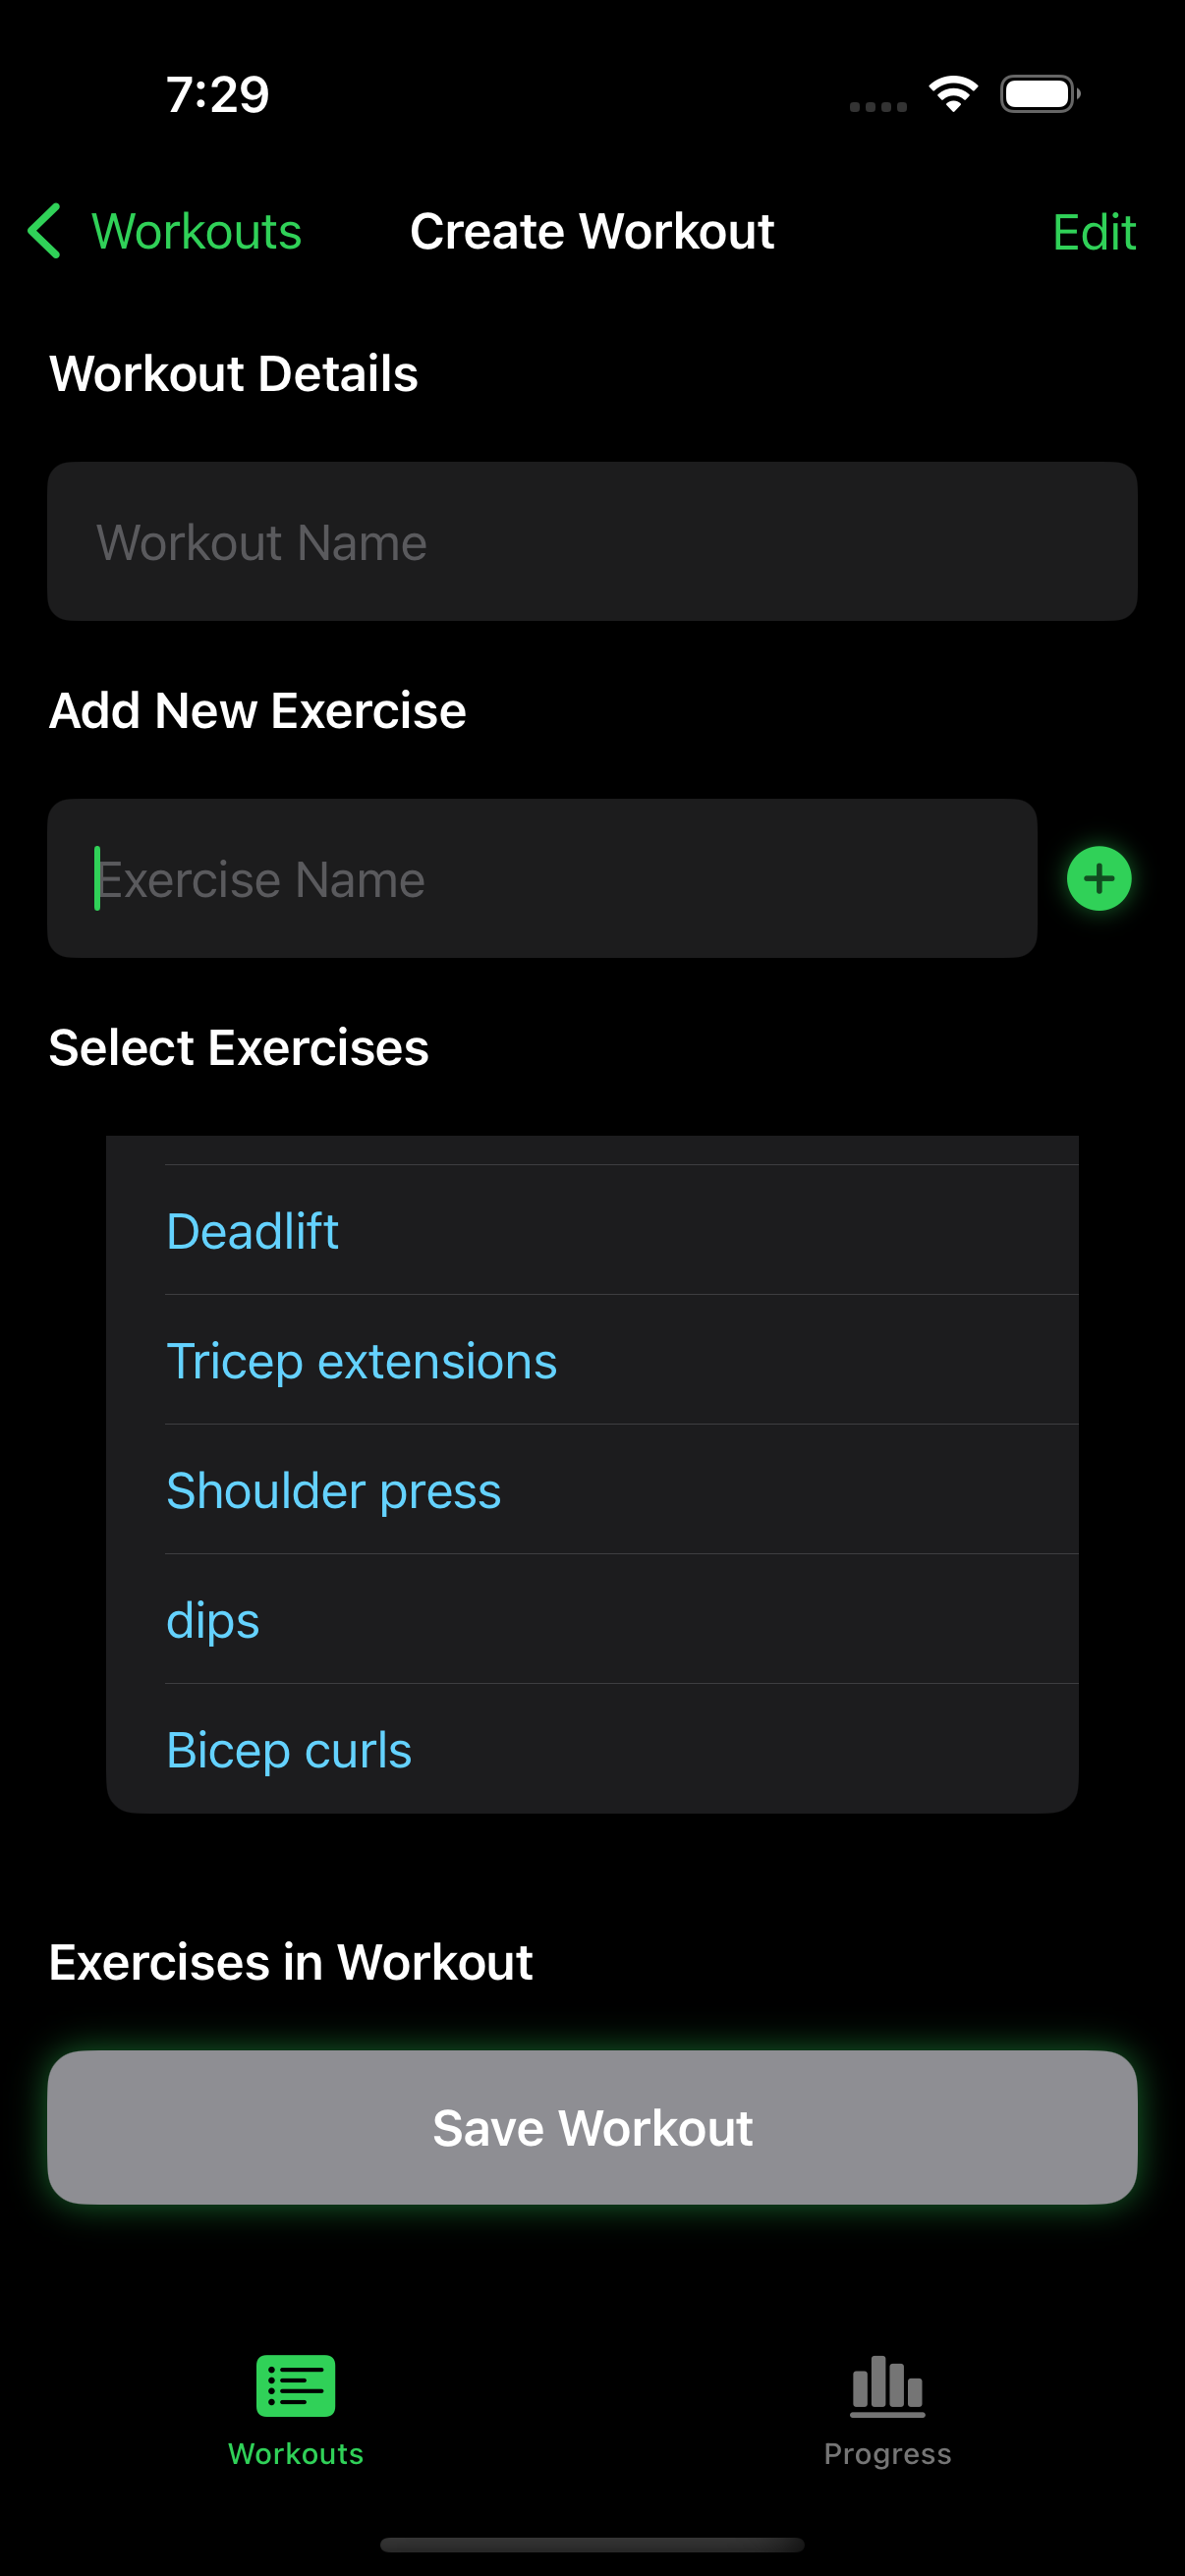 7:29
Workouts
Create Workout
Edit
Workout Details
Workout Name
Add New Exercise
Exercise Name
Select Exercises
Deadlift
Tricep extensions
Shoulder press
dips
Bicep curls
Exercises in Workout
Save Workout
Workouts
Progress